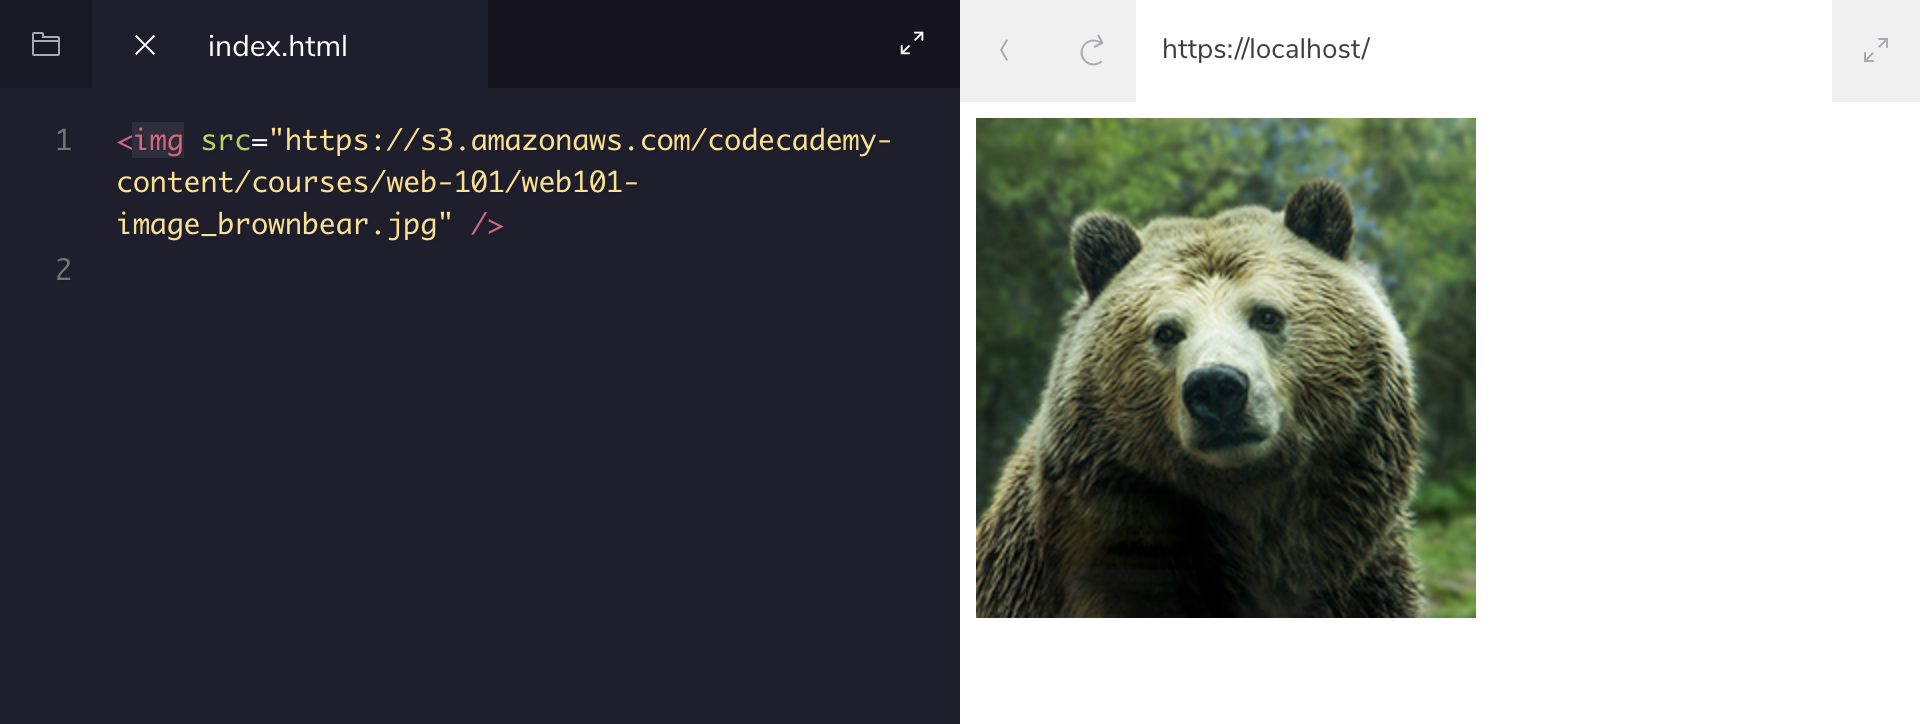 index.html
https://localhost/
1 <img src="https://s3.amazonaws.com/codecademy-
content/courses/web-101/web101-
image_brownbear.jpg" />
2